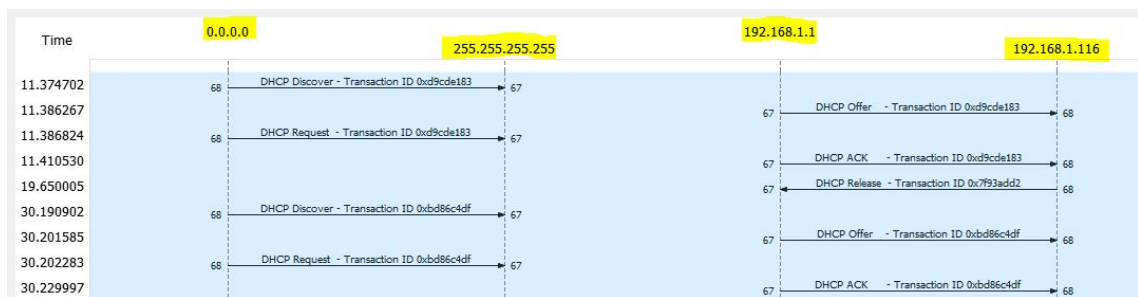 Time 0.0.0.0 255.255.255.255 192.168.1.1 192.168.1.116
11.374702 68 DHCP Discover - Transaction ID 0xd9cde183 67
11.386267 67 DHCP Offer - Transaction ID 0xd9cde183 68
11.386824 68 DHCP Request - Transaction ID 0xd9cde183 67
11.410530 67 DHCP ACK - Transaction ID 0xd9cde183 68
19.650005 67 DHCP Release - Transaction ID 0x7f93add2 68
30.190902 68 DHCP Discover - Transaction ID 0xbd86c4df 67
30.201585 67 DHCP Offer - Transaction ID 0xbd86c4df 68
30.202283 68 DHCP Request - Transaction ID 0xbd86c4df 67
30.229997 67 DHCP ACK - Transaction ID 0xbd86c4df 68